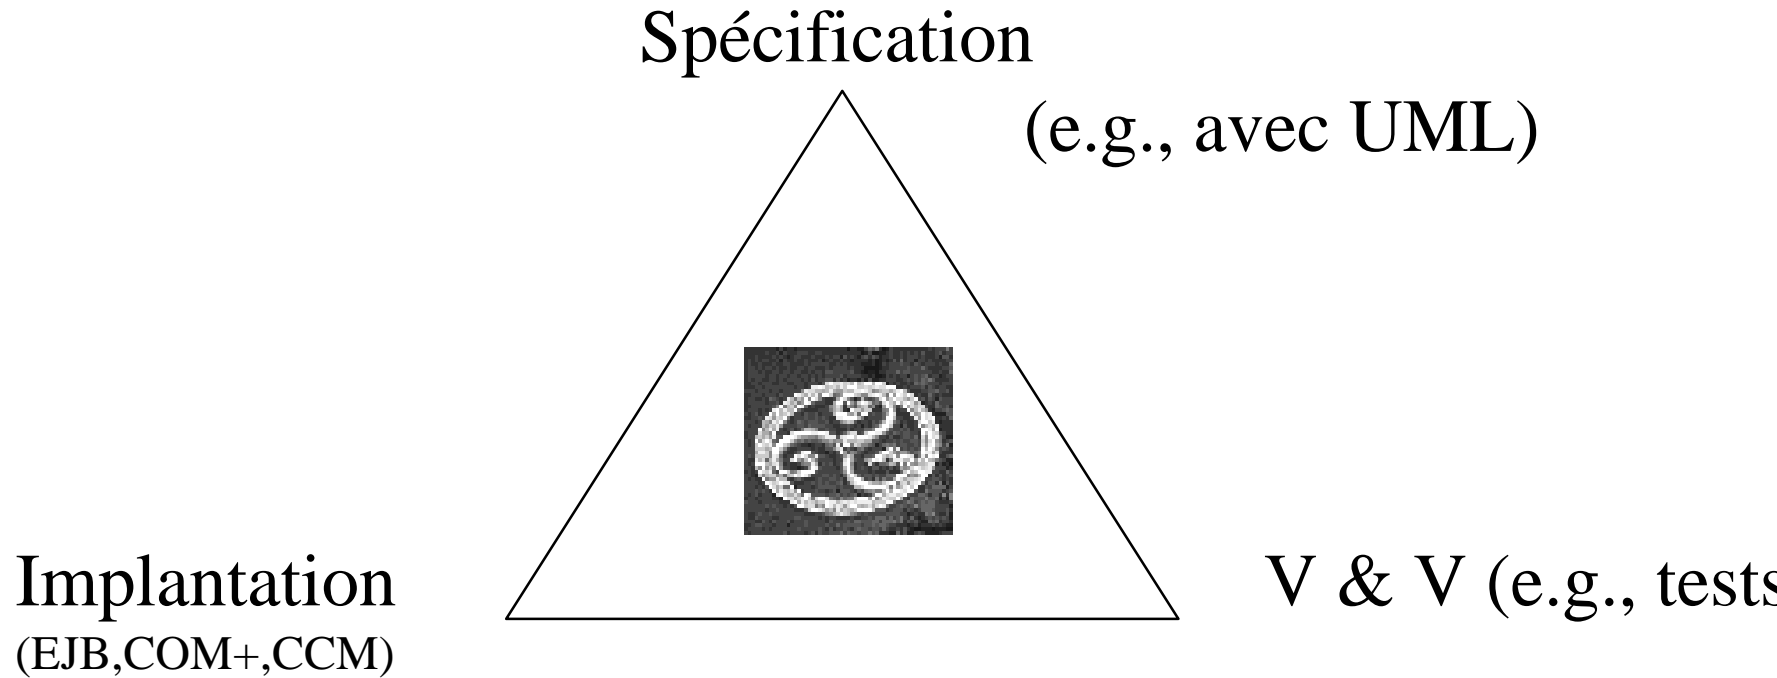 Spécification
(e.g., avec UML)
Implantation
(EJB,COM+,CCM)
V & V (e.g., tests